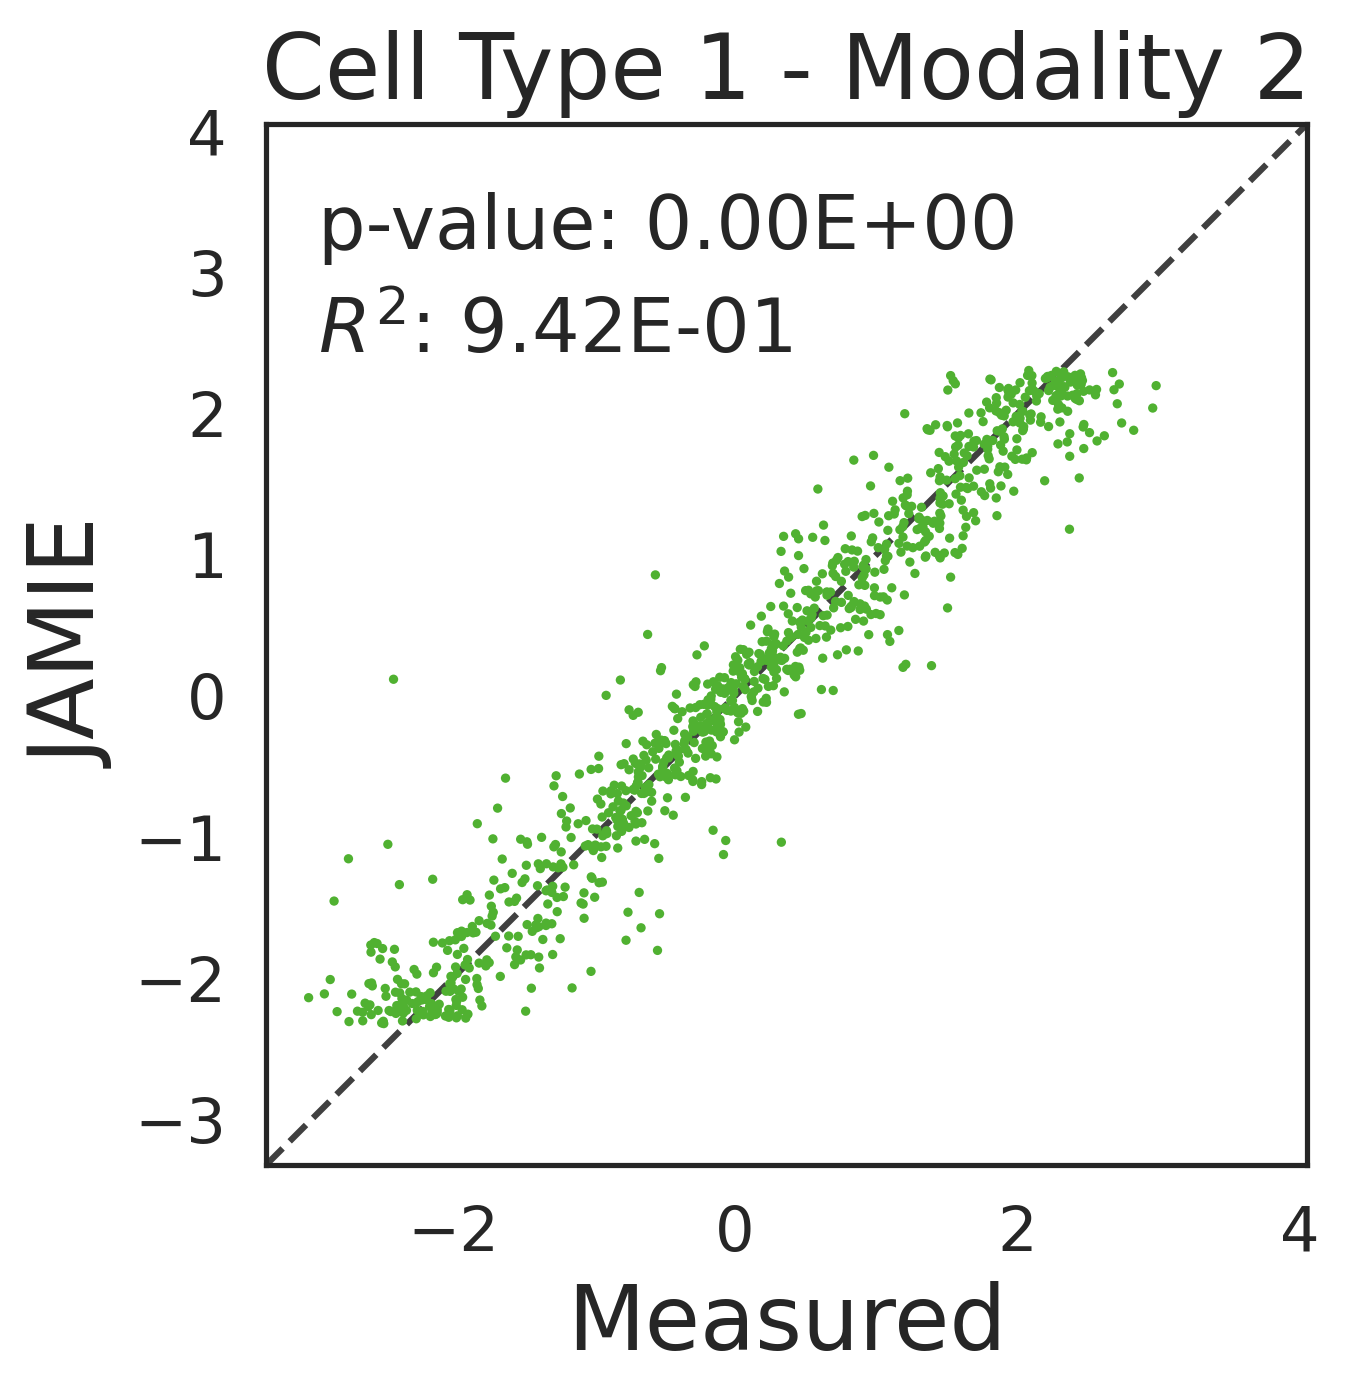 Cell Type 1 - Modality 2
p-value: 0.00E+00
R²: 9.42E-01
JAMIE
4
3
2
1
0
−1
−2
−3
−2 0 2 4
Measured